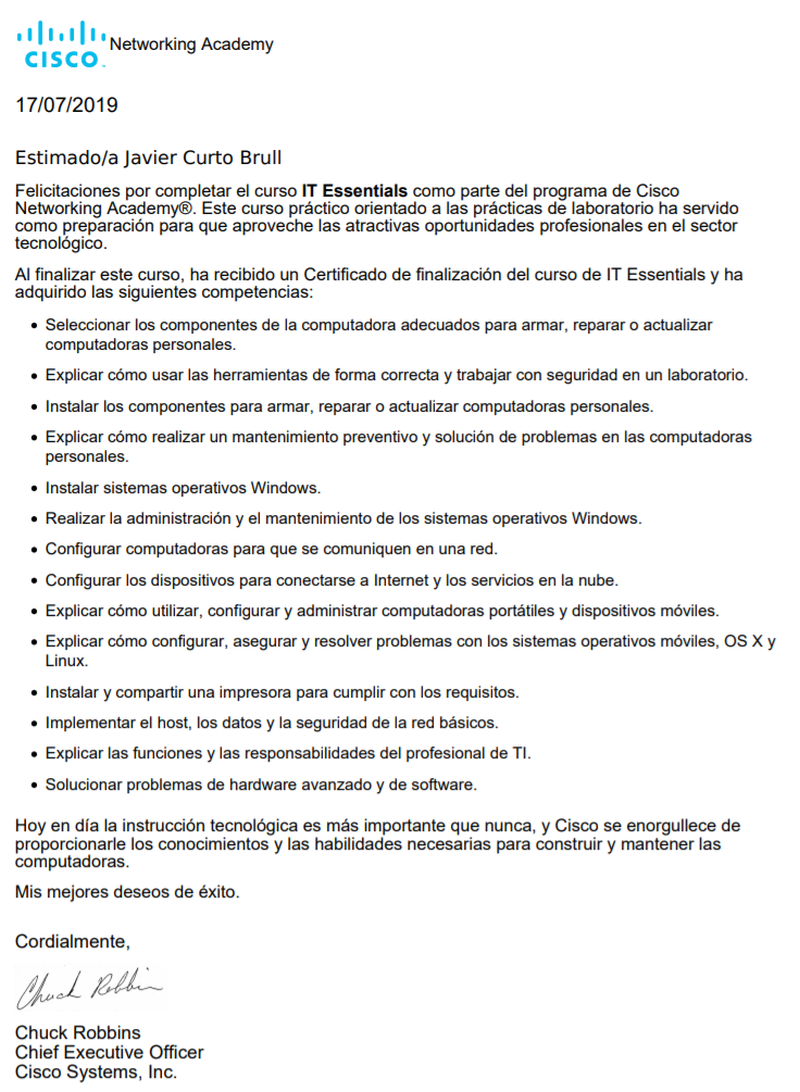 CISCO Networking Academy
17/07/2019
Estimado/a Javier Curto Brull
Felicitaciones por completar el curso IT Essentials como parte del programa de Cisco
Networking Academy®. Este curso práctico orientado a las prácticas de laboratorio ha servido
como preparación para que aproveche las atractivas oportunidades profesionales en el sector
tecnológico.
Al finalizar este curso, ha recibido un Certificado de finalización del curso de IT Essentials y ha
adquirido las siguientes competencias:
• Seleccionar los componentes de la computadora adecuados para armar, reparar o actualizar
computadoras personales.
• Explicar cómo usar las herramientas de forma correcta y trabajar con seguridad en un laboratorio.
• Instalar los componentes para armar, reparar o actualizar computadoras personales.
• Explicar cómo realizar un mantenimiento preventivo y solución de problemas en las computadoras
personales.
• Instalar sistemas operativos Windows.
• Realizar la administración y el mantenimiento de los sistemas operativos Windows.
• Configurar computadoras para que se comuniquen en una red.
• Configurar los dispositivos para conectarse a Internet y los servicios en la nube.
• Explicar cómo utilizar, configurar y administrar computadoras portátiles y dispositivos móviles.
• Explicar cómo configurar, asegurar y resolver problemas con los sistemas operativos móviles, OS X y
Linux.
• Instalar y compartir una impresora para cumplir con los requisitos.
• Implementar el host, los datos y la seguridad de la red básicos.
• Explicar las funciones y las responsabilidades del profesional de TI.
• Solucionar problemas de hardware avanzado y de software.
Hoy en día la instrucción tecnológica es más importante que nunca, y Cisco se enorgullece de
proporcionarle los conocimientos y las habilidades necesarias para construir y mantener las
computadoras.
Mis mejores deseos de éxito.
Cordialmente,
Chuck Robbins
Chuck Robbins
Chief Executive Officer
Cisco Systems, Inc.